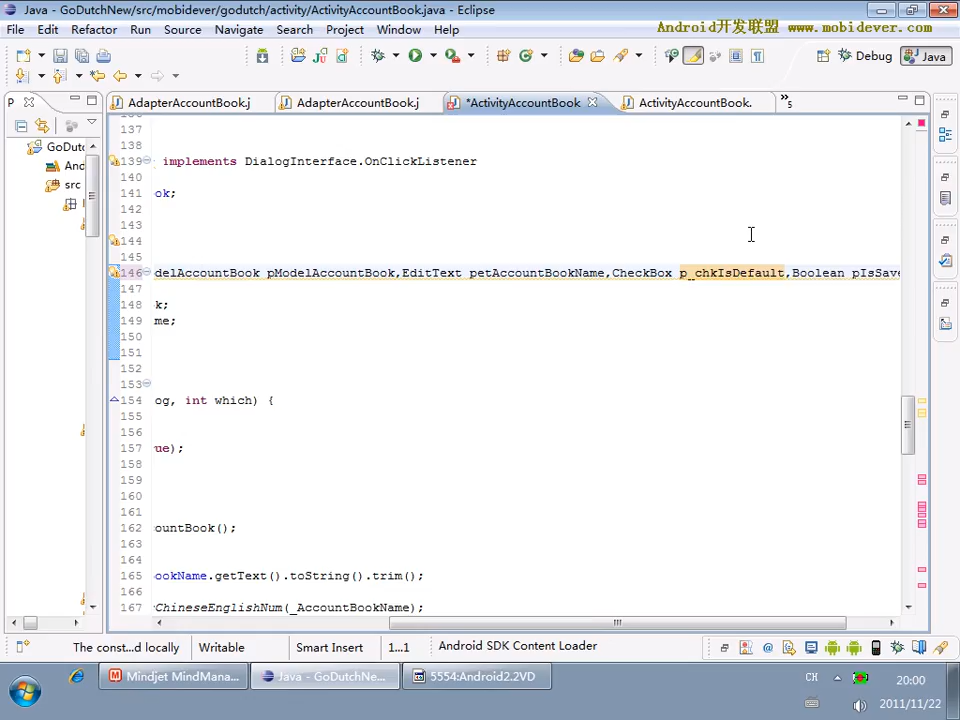 Java - GoDutchNew/src/mobidever/godutch/activity/ActivityAccountBook.java - Eclipse
File Edit Refactor Run Source Navigate Search Project Window Help
Android开发联盟 www.mobidever.com
Debug Java
P AdapterAccountBook.j AdapterAccountBook.j *ActivityAccountBook ActivityAccountBook. »5
GoDutc
And
src
137
138
139 implements DialogInterface.OnClickListener
140
141 ok;
142
143
144
145
146 delAccountBook pModelAccountBook,EditText petAccountBookName,CheckBox p_chkIsDefault,Boolean pIsSave
147
148 k;
149 me;
150
151
152
153
154 og, int which) {
155
156
157 ue);
158
159
160
161
162 ountBook();
163
164
165 ookName.getText().toString().trim();
166
167 ChineseEnglishNum(_AccountBookName);
The const...d locally Writable Smart Insert 1...1 Android SDK Content Loader
Mindjet MindMana... Java - GoDutchNe... 5554:Android2.2VD CH 20:00
2011/11/22